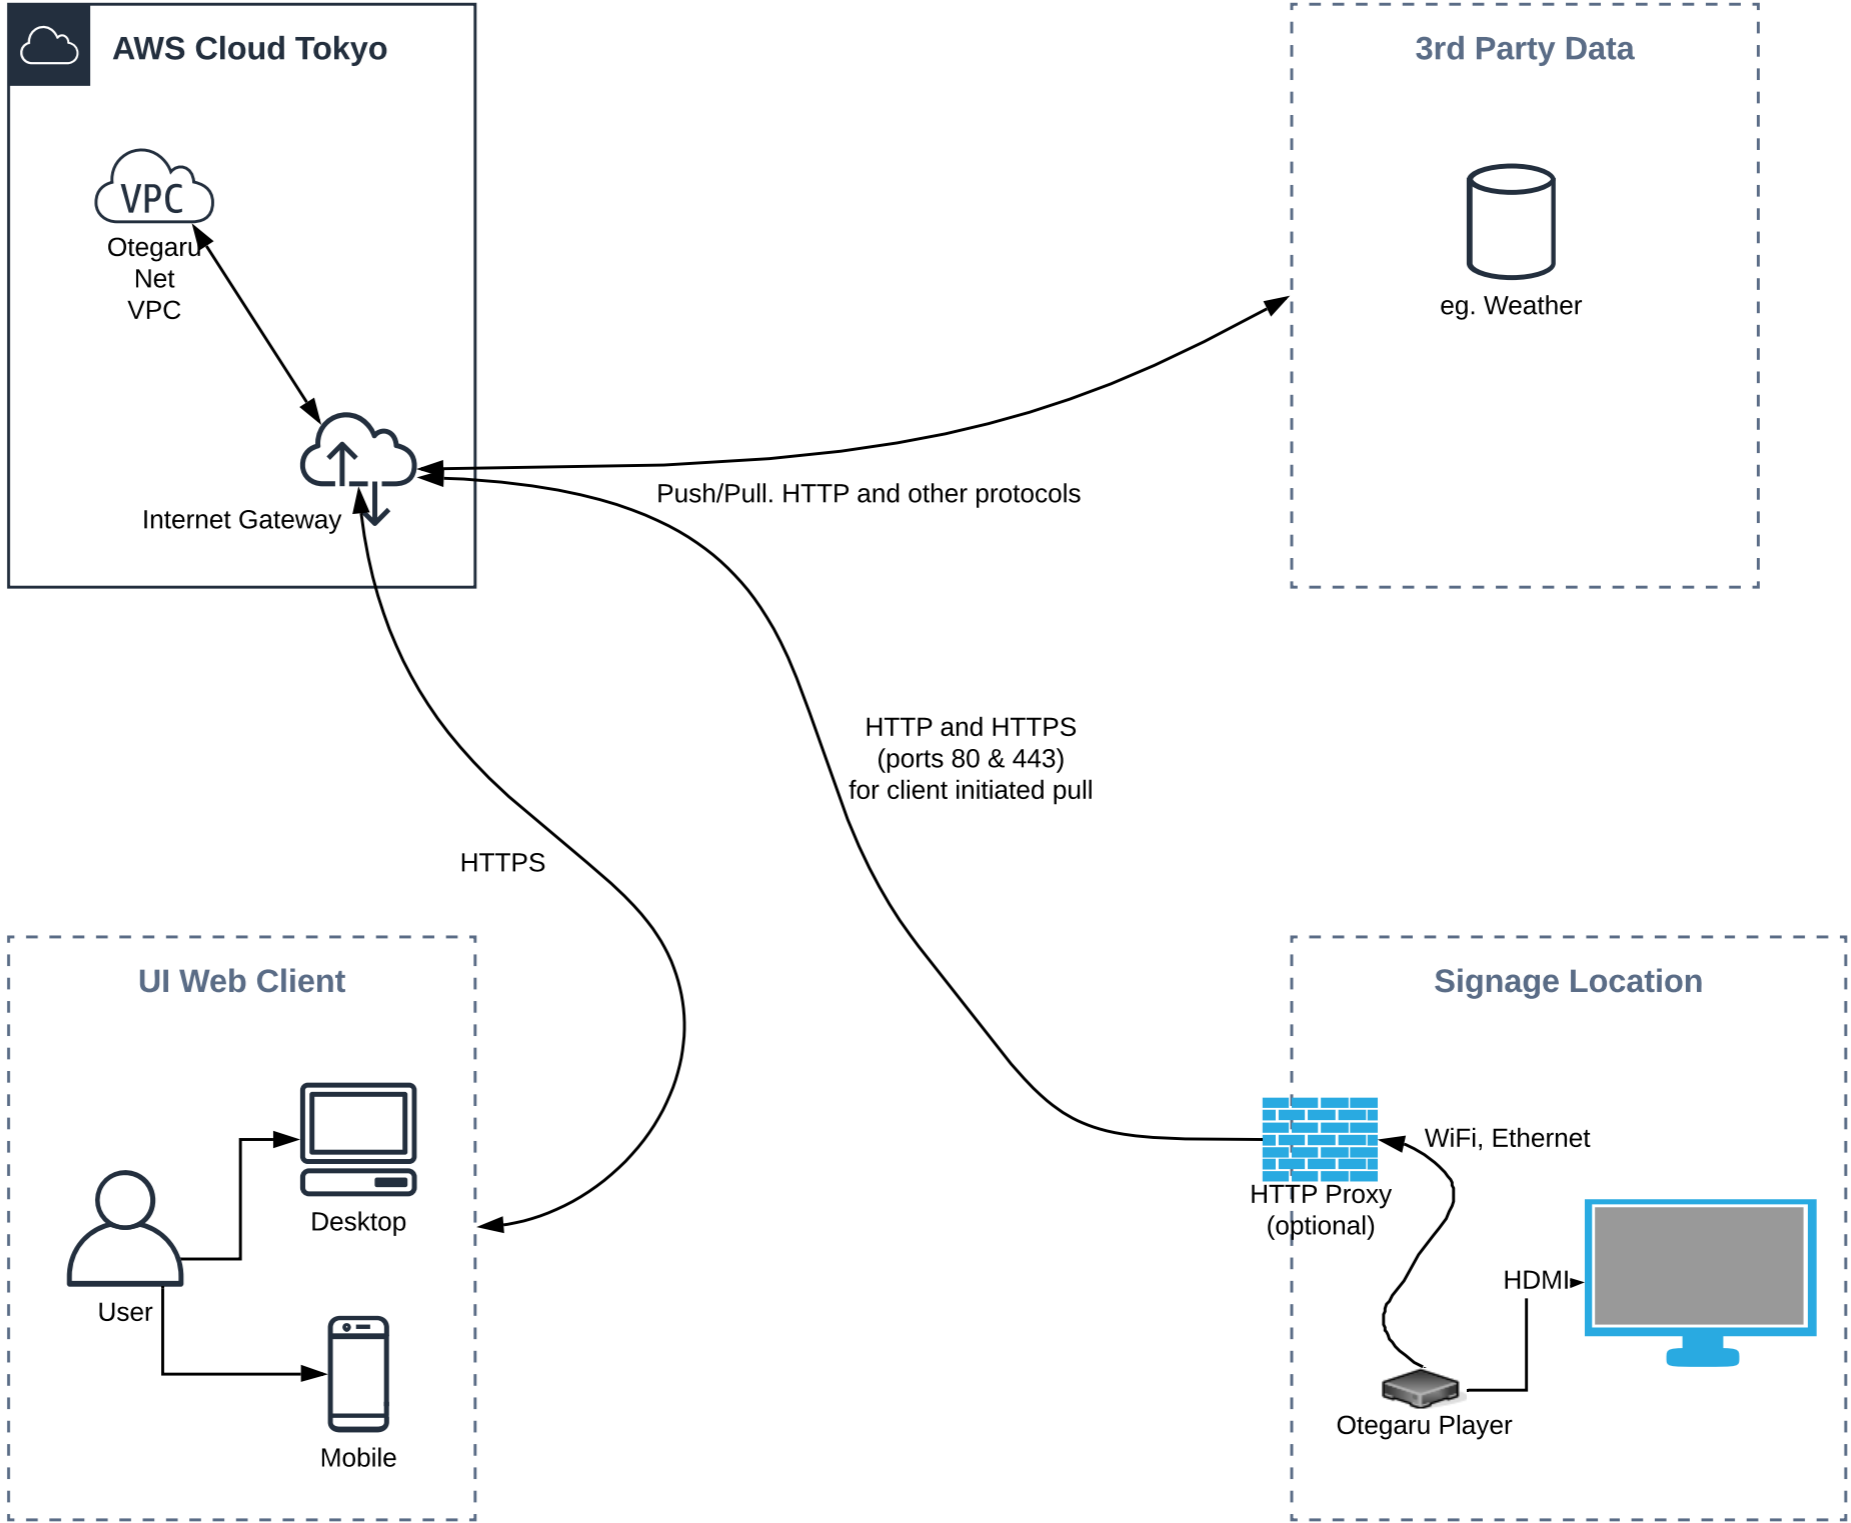 AWS Cloud Tokyo
3rd Party Data
VPC
Otegaru
Net
VPC
eg. Weather
Internet Gateway
Push/Pull. HTTP and other protocols
HTTP and HTTPS
(ports 80 & 443)
for client initiated pull
HTTPS
UI Web Client
Desktop
User
Mobile
Signage Location
WiFi, Ethernet
HTTP Proxy
(optional)
HDMI
Otegaru Player